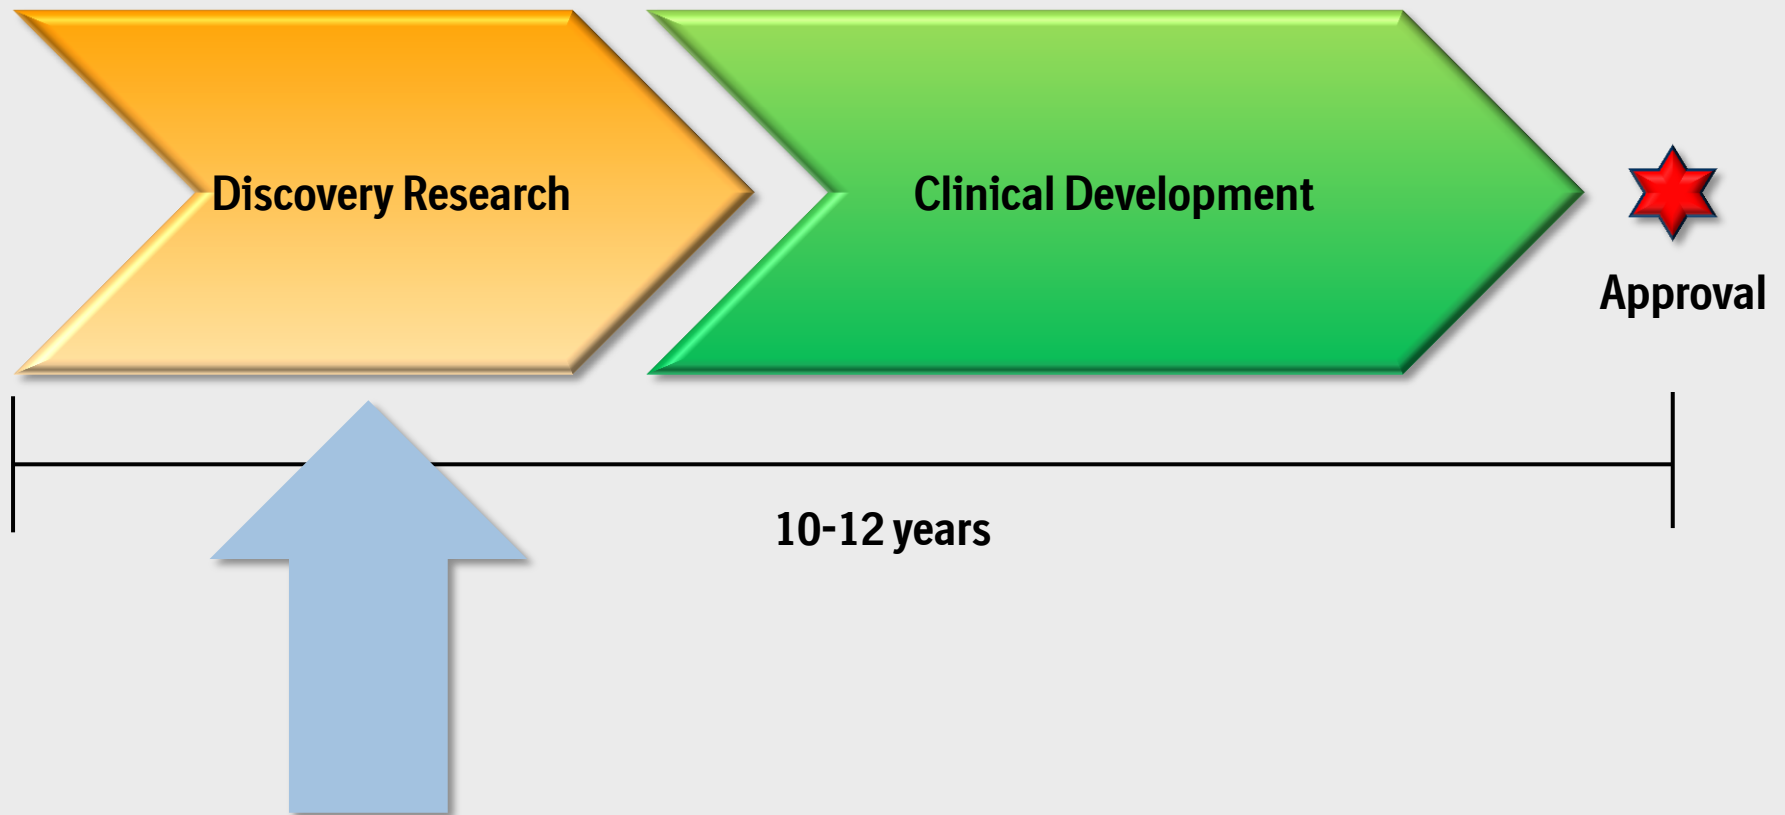 Discovery Research
Clinical Development
Approval
10-12 years